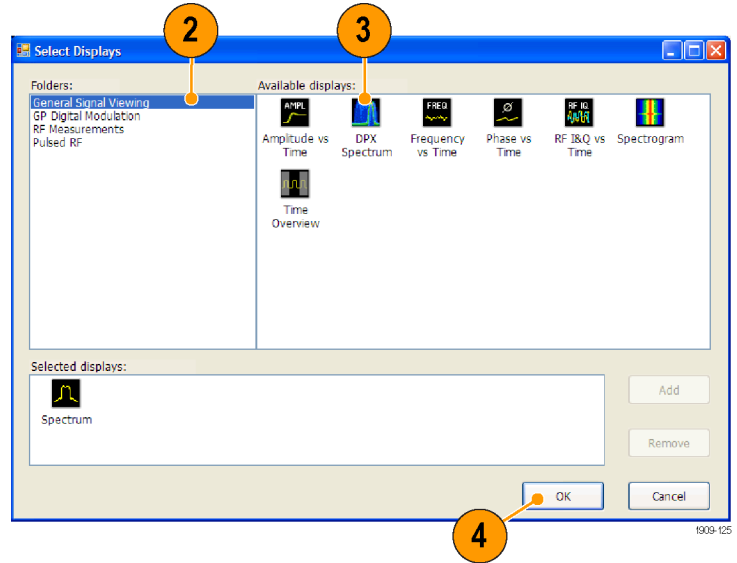 2
3
Select Displays
Folders:
Available displays:
General Signal Viewing
GP Digital Modulation
RF Measurements
Pulsed RF
AMPL
FREQ
Ø
RF IQ
Amplitude vs Time
DPX Spectrum
Frequency vs Time
Phase vs Time
RF I&Q vs Time
Spectrogram
Time Overview
Selected displays:
Spectrum
Add
Remove
OK
Cancel
4
1909-125